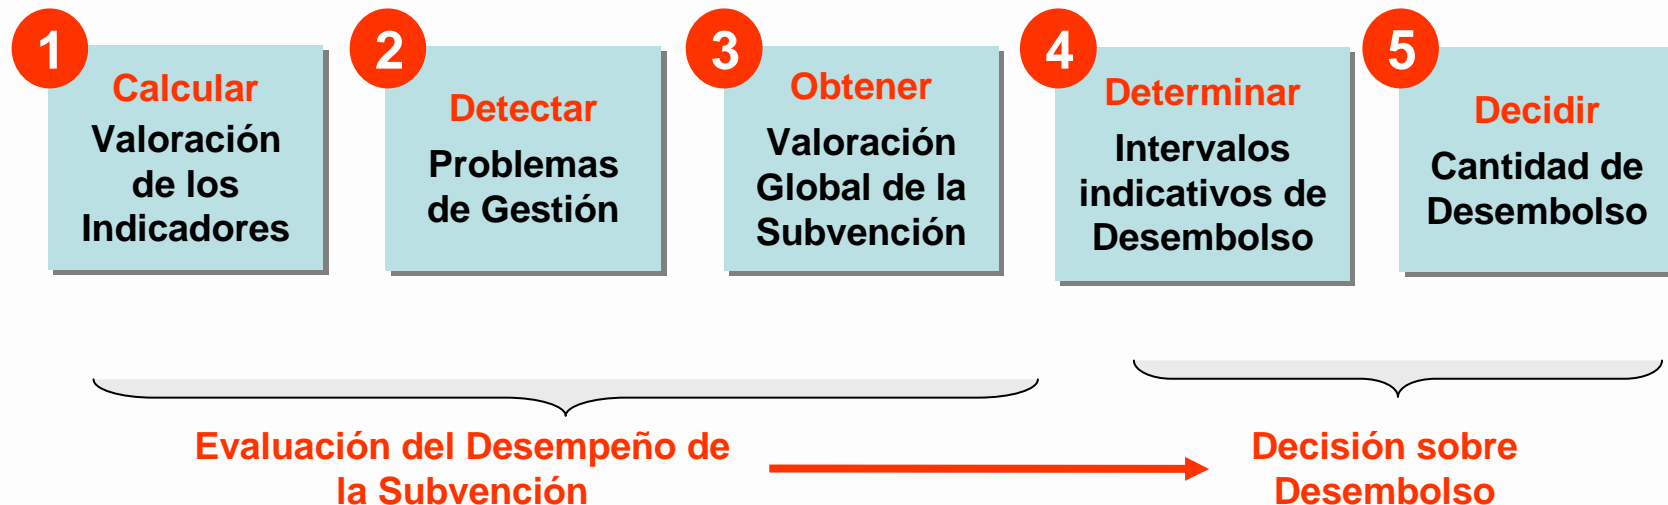 1
Calcular
Valoración
de los
Indicadores
2
Detectar
Problemas
de Gestión
3
Obtener
Valoración
Global de la
Subvención
4
Determinar
Intervalos
indicativos de
Desembolso
5
Decidir
Cantidad de
Desembolso
Evaluación del Desempeño de
la Subvención
Decisión sobre
Desembolso